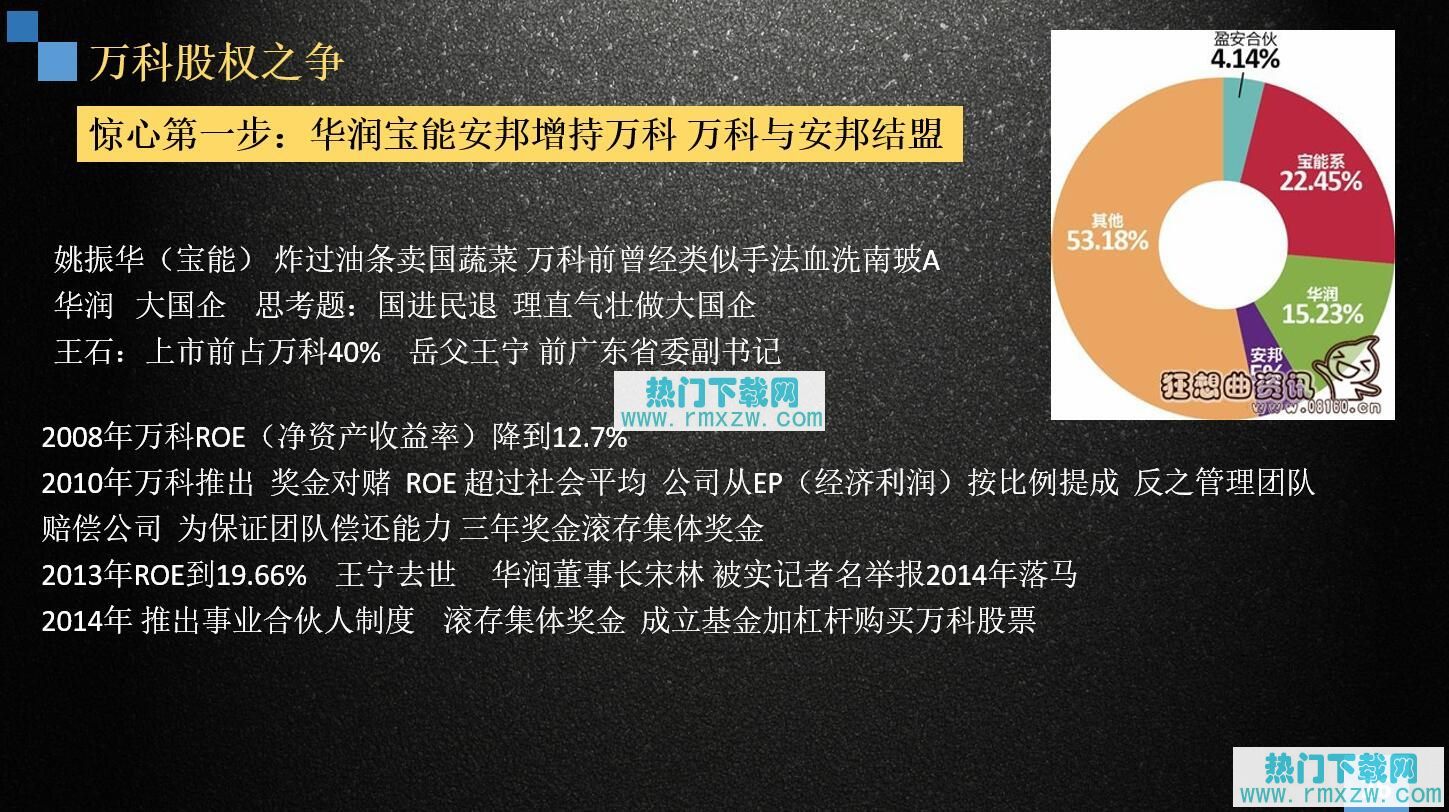 万科股权之争
惊心第一步：华润宝能安邦增持万科 万科与安邦结盟
盈安合伙
4.14%
宝能系
22.45%
其他
53.18%
华润
15.23%
安邦
狂想曲资讯
www.08160.cn
姚振华（宝能） 炸过油条卖国蔬菜 万科前曾经类似手法血洗南玻A
华润 大国企 思考题：国进民退 理直气壮做大国企
王石：上市前占万科40% 岳父王宁 前广东省委副书记
热门下载网
www.rmxzw.com
2008年万科ROE（净资产收益率）降到12.7%
2010年万科推出 奖金对赌 ROE 超过社会平均 公司从EP（经济利润）按比例提成 反之管理团队
赔偿公司 为保证团队偿还能力 三年奖金滚存集体奖金
2013年ROE到19.66% 王宁去世 华润董事长宋林 被实记者名举报2014年落马
2014年 推出事业合伙人制度 滚存集体奖金 成立基金加杠杆购买万科股票
热门下载网
www.rmxzw.com